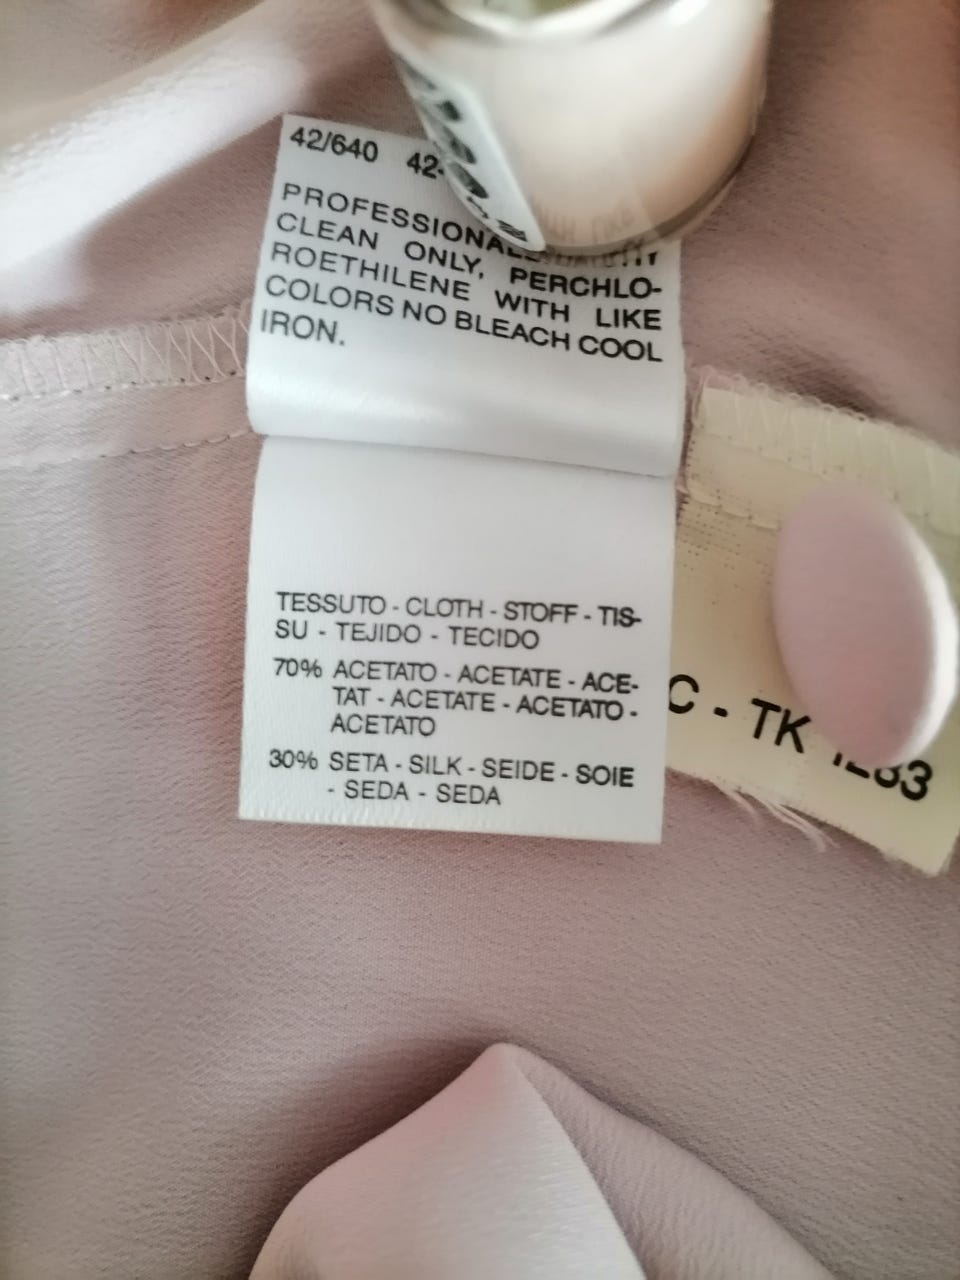 42/640 42-
PROFESSIONAL
CLEAN ONLY, PERCHLO-
ROETHILENE WITH LIKE
COLORS NO BLEACH COOL
IRON.
TESSUTO - CLOTH - STOFF - TIS-
SU - TEJIDO - TECIDO
70% ACETATO - ACETATE - ACE-
TAT - ACETATE - ACETATO -
ACETATO
30% SETA - SILK - SEIDE - SOIE
- SEDA - SEDA
C - TK